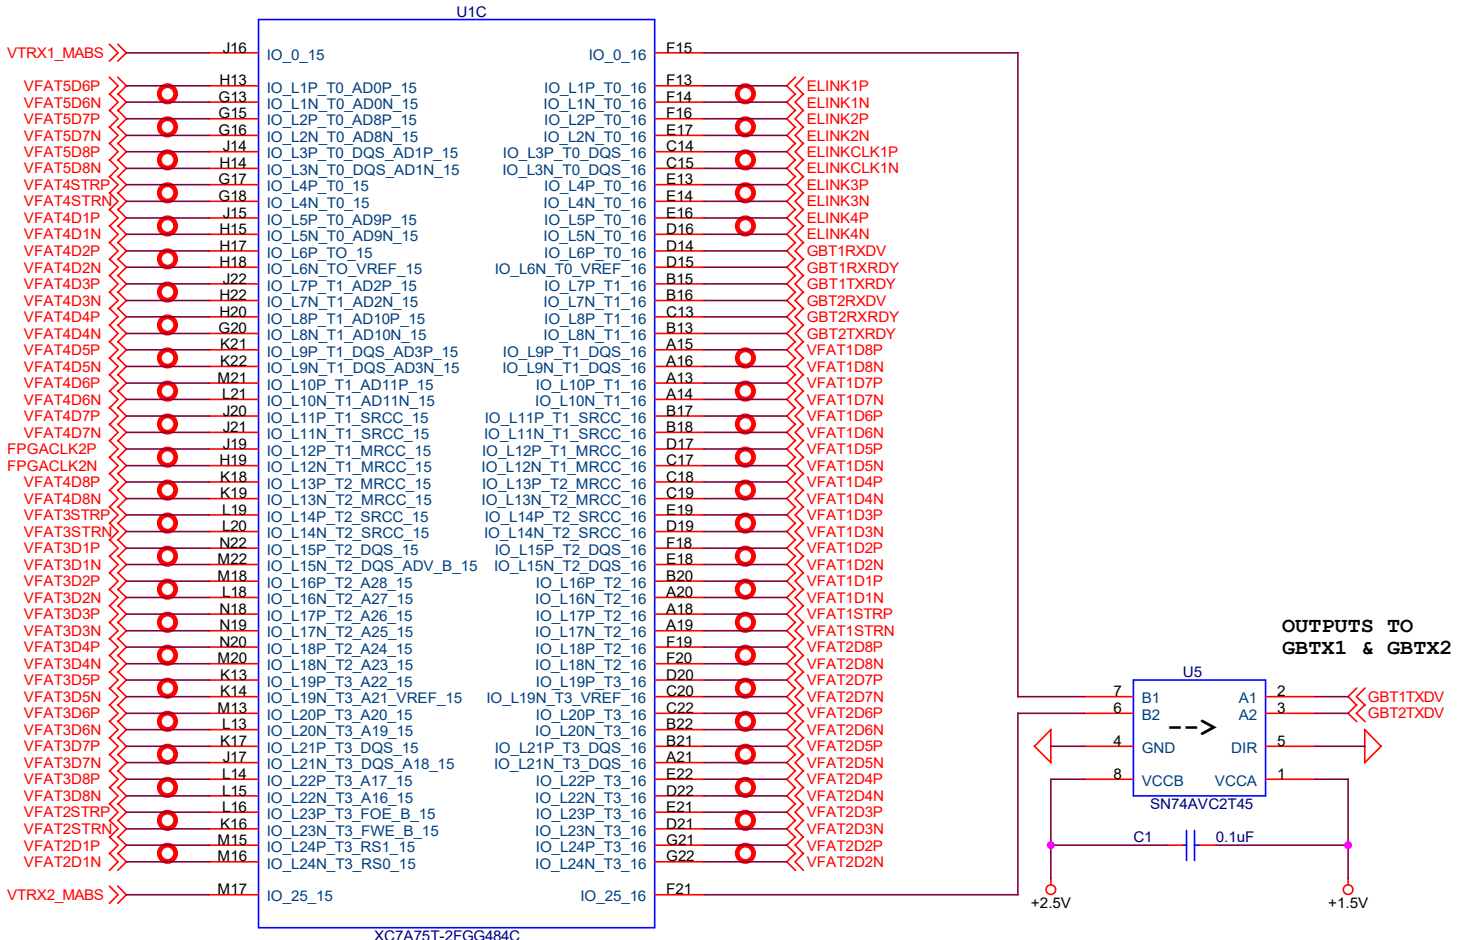 U1C
VTRX1_MABS J16 IO_0_15 IO_0_16 F15
VFAT5D6P H13 IO_L1P_T0_AD0P_15 IO_L1P_T0_16 F13 ELINK1P
VFAT5D6N G13 IO_L1N_T0_AD0N_15 IO_L1N_T0_16 F14 ELINK1N
VFAT5D7P G15 IO_L2P_T0_AD8P_15 IO_L2P_T0_16 F16 ELINK2P
VFAT5D7N G16 IO_L2N_T0_AD8N_15 IO_L2N_T0_16 E17 ELINK2N
VFAT5D8P J14 IO_L3P_T0_DQS_AD1P_15 IO_L3P_T0_DQS_16 C14 ELINKCLK1P
VFAT5D8N H14 IO_L3N_T0_DQS_AD1N_15 IO_L3N_T0_DQS_16 C15 ELINKCLK1N
VFAT4STRP G17 IO_L4P_T0_15 IO_L4P_T0_16 E13 ELINK3P
VFAT4STRN G18 IO_L4N_T0_15 IO_L4N_T0_16 E14 ELINK3N
VFAT4D1P J15 IO_L5P_T0_AD9P_15 IO_L5P_T0_16 E16 ELINK4P
VFAT4D1N H15 IO_L5N_T0_AD9N_15 IO_L5N_T0_16 D16 ELINK4N
VFAT4D2P H17 IO_L6P_TO_15 IO_L6P_T0_16 D14 GBT1RXDV
VFAT4D2N H18 IO_L6N_TO_VREF_15 IO_L6N_T0_VREF_16 D15 GBT1RXRDY
VFAT4D3P J22 IO_L7P_T1_AD2P_15 IO_L7P_T1_16 B15 GBT1TXRDY
VFAT4D3N H22 IO_L7N_T1_AD2N_15 IO_L7N_T1_16 B16 GBT2RXDV
VFAT4D4P H20 IO_L8P_T1_AD10P_15 IO_L8P_T1_16 C13 GBT2RXRDY
VFAT4D4N G20 IO_L8N_T1_AD10N_15 IO_L8N_T1_16 B13 GBT2TXRDY
VFAT4D5P K21 IO_L9P_T1_DQS_AD3P_15 IO_L9P_T1_DQS_16 A15 VFAT1D8P
VFAT4D5N K22 IO_L9N_T1_DQS_AD3N_15 IO_L9N_T1_DQS_16 A16 VFAT1D8N
VFAT4D6P M21 IO_L10P_T1_AD11P_15 IO_L10P_T1_16 A13 VFAT1D7P
VFAT4D6N L21 IO_L10N_T1_AD11N_15 IO_L10N_T1_16 A14 VFAT1D7N
VFAT4D7P J20 IO_L11P_T1_SRCC_15 IO_L11P_T1_SRCC_16 B17 VFAT1D6P
VFAT4D7N J21 IO_L11N_T1_SRCC_15 IO_L11N_T1_SRCC_16 B18 VFAT1D6N
FPGACLK2P J19 IO_L12P_T1_MRCC_15 IO_L12P_T1_MRCC_16 D17 VFAT1D5P
FPGACLK2N H19 IO_L12N_T1_MRCC_15 IO_L12N_T1_MRCC_16 C17 VFAT1D5N
VFAT4D8P K18 IO_L13P_T2_MRCC_15 IO_L13P_T2_MRCC_16 C18 VFAT1D4P
VFAT4D8N K19 IO_L13N_T2_MRCC_15 IO_L13N_T2_MRCC_16 C19 VFAT1D4N
VFAT3STRP L19 IO_L14P_T2_SRCC_15 IO_L14P_T2_SRCC_16 E19 VFAT1D3P
VFAT3STRN L20 IO_L14N_T2_SRCC_15 IO_L14N_T2_SRCC_16 D19 VFAT1D3N
VFAT3D1P N22 IO_L15P_T2_DQS_15 IO_L15P_T2_DQS_16 F18 VFAT1D2P
VFAT3D1N M22 IO_L15N_T2_DQS_ADV_B_15 IO_L15N_T2_DQS_16 E18 VFAT1D2N
VFAT3D2P M18 IO_L16P_T2_A28_15 IO_L16P_T2_16 B20 VFAT1D1P
VFAT3D2N L18 IO_L16N_T2_A27_15 IO_L16N_T2_16 A20 VFAT1D1N
VFAT3D3P N18 IO_L17P_T2_A26_15 IO_L17P_T2_16 A18 VFAT1STRP
VFAT3D3N N19 IO_L17N_T2_A25_15 IO_L17N_T2_16 A19 VFAT1STRN
VFAT3D4P N20 IO_L18P_T2_A24_15 IO_L18P_T2_16 F19 VFAT2D8P
VFAT3D4N M20 IO_L18N_T2_A23_15 IO_L18N_T2_16 F20 VFAT2D8N
VFAT3D5P K13 IO_L19P_T3_A22_15 IO_L19P_T3_16 D20 VFAT2D7P
VFAT3D5N K14 IO_L19N_T3_A21_VREF_15 IO_L19N_T3_VREF_16 C20 VFAT2D7N
VFAT3D6P M13 IO_L20P_T3_A20_15 IO_L20P_T3_16 C22 VFAT2D6P
VFAT3D6N L13 IO_L20N_T3_A19_15 IO_L20N_T3_16 B22 VFAT2D6N
VFAT3D7P K17 IO_L21P_T3_DQS_15 IO_L21P_T3_DQS_16 B21 VFAT2D5P
VFAT3D7N J17 IO_L21N_T3_DQS_A18_15 IO_L21N_T3_DQS_16 A21 VFAT2D5N
VFAT3D8P L14 IO_L22P_T3_A17_15 IO_L22P_T3_16 E22 VFAT2D4P
VFAT3D8N L15 IO_L22N_T3_A16_15 IO_L22N_T3_16 D22 VFAT2D4N
VFAT2STRP L16 IO_L23P_T3_FOE_B_15 IO_L23P_T3_16 E21 VFAT2D3P
VFAT2STRN K16 IO_L23N_T3_FWE_B_15 IO_L23N_T3_16 D21 VFAT2D3N
VFAT2D1P M15 IO_L24P_T3_RS1_15 IO_L24P_T3_16 G21 VFAT2D2P
VFAT2D1N M16 IO_L24N_T3_RS0_15 IO_L24N_T3_16 G22 VFAT2D2N
VTRX2_MABS M17 IO_25_15 IO_25_16 F21
XC7A75T-2FGG484C
OUTPUTS TO
GBTX1 & GBTX2
U5
7 B1 A1 2 GBT1TXDV
6 B2 A2 3 GBT2TXDV
-->
4 GND DIR 5
8 VCCB VCCA 1
SN74AVC2T45
C1 0.1uF
+2.5V +1.5V